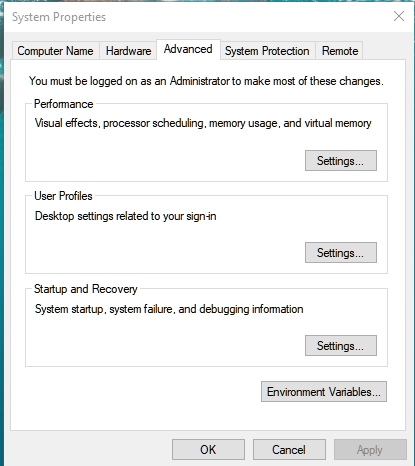 System Properties
Computer Name Hardware Advanced System Protection Remote
You must be logged on as an Administrator to make most of these changes.
Performance
Visual effects, processor scheduling, memory usage, and virtual memory
Settings...
User Profiles
Desktop settings related to your sign-in
Settings...
Startup and Recovery
System startup, system failure, and debugging information
Settings...
Environment Variables...
OK Cancel Apply